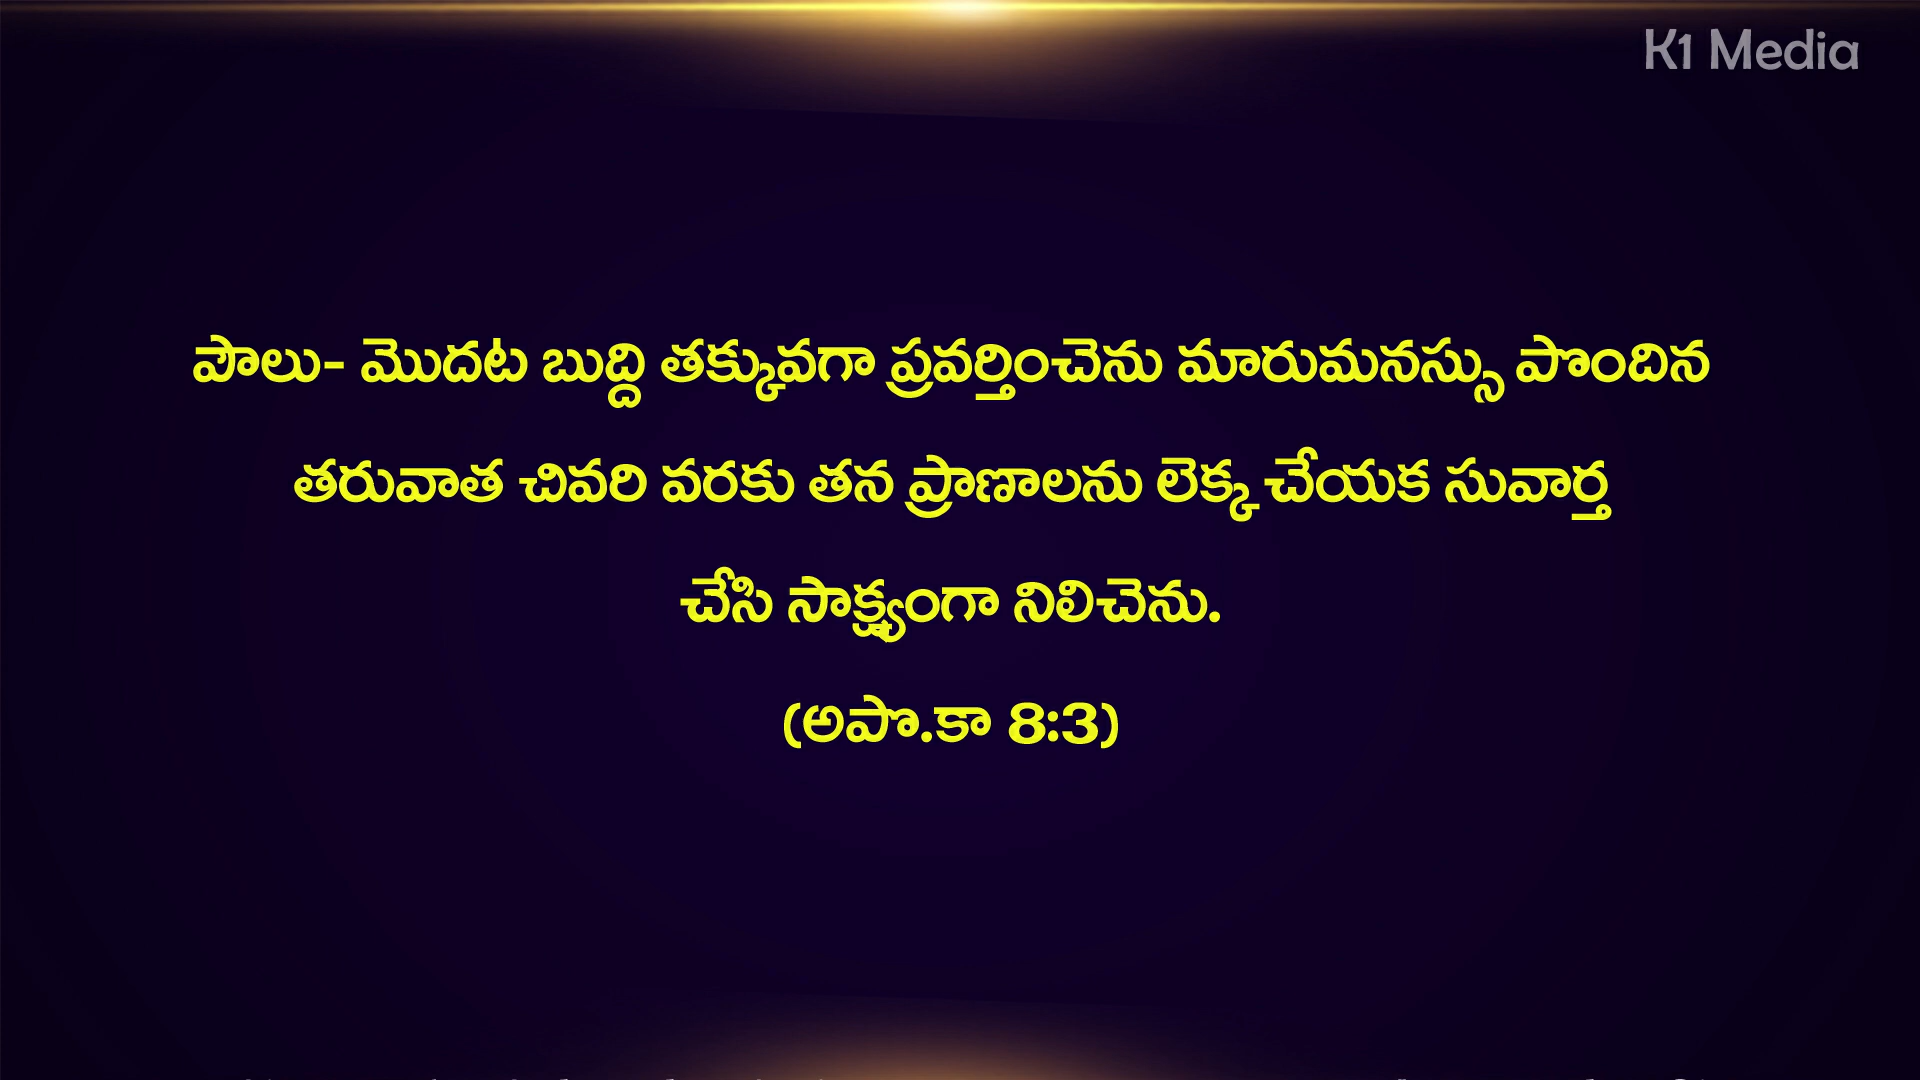 K1 Media
పౌలు- మొదట బుద్ది తక్కువగా ప్రవర్తించెను మారుమనస్సు పొందిన
తరువాత చివరి వరకు తన ప్రాణాలను లెక్క చేయక సువార్త
చేసి సాక్ష్యంగా నిలిచెను.
(అపొ.కా 8:3)